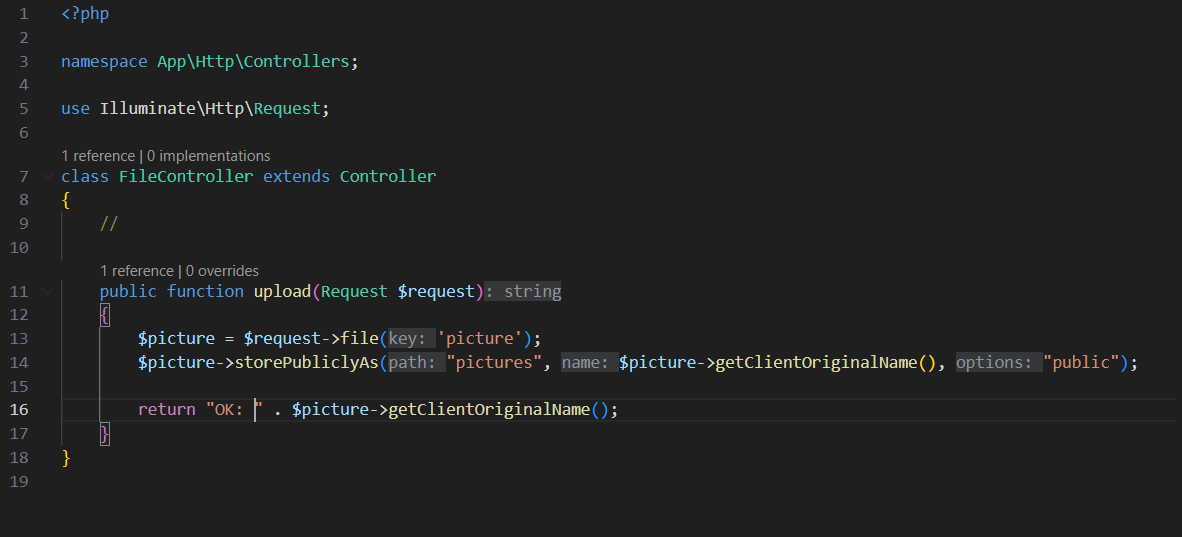 1 <?php
2
3 namespace App\Http\Controllers;
4
5 use Illuminate\Http\Request;
6
1 reference | 0 implementations
7 class FileController extends Controller
8 {
9 //
10
1 reference | 0 overrides
11 public function upload(Request $request): string
12 {
13 $picture = $request->file(key: 'picture');
14 $picture->storePubliclyAs(path: "pictures", name: $picture->getClientOriginalName(), options: "public");
15
16 return "OK: " . $picture->getClientOriginalName();
17 }
18 }
19